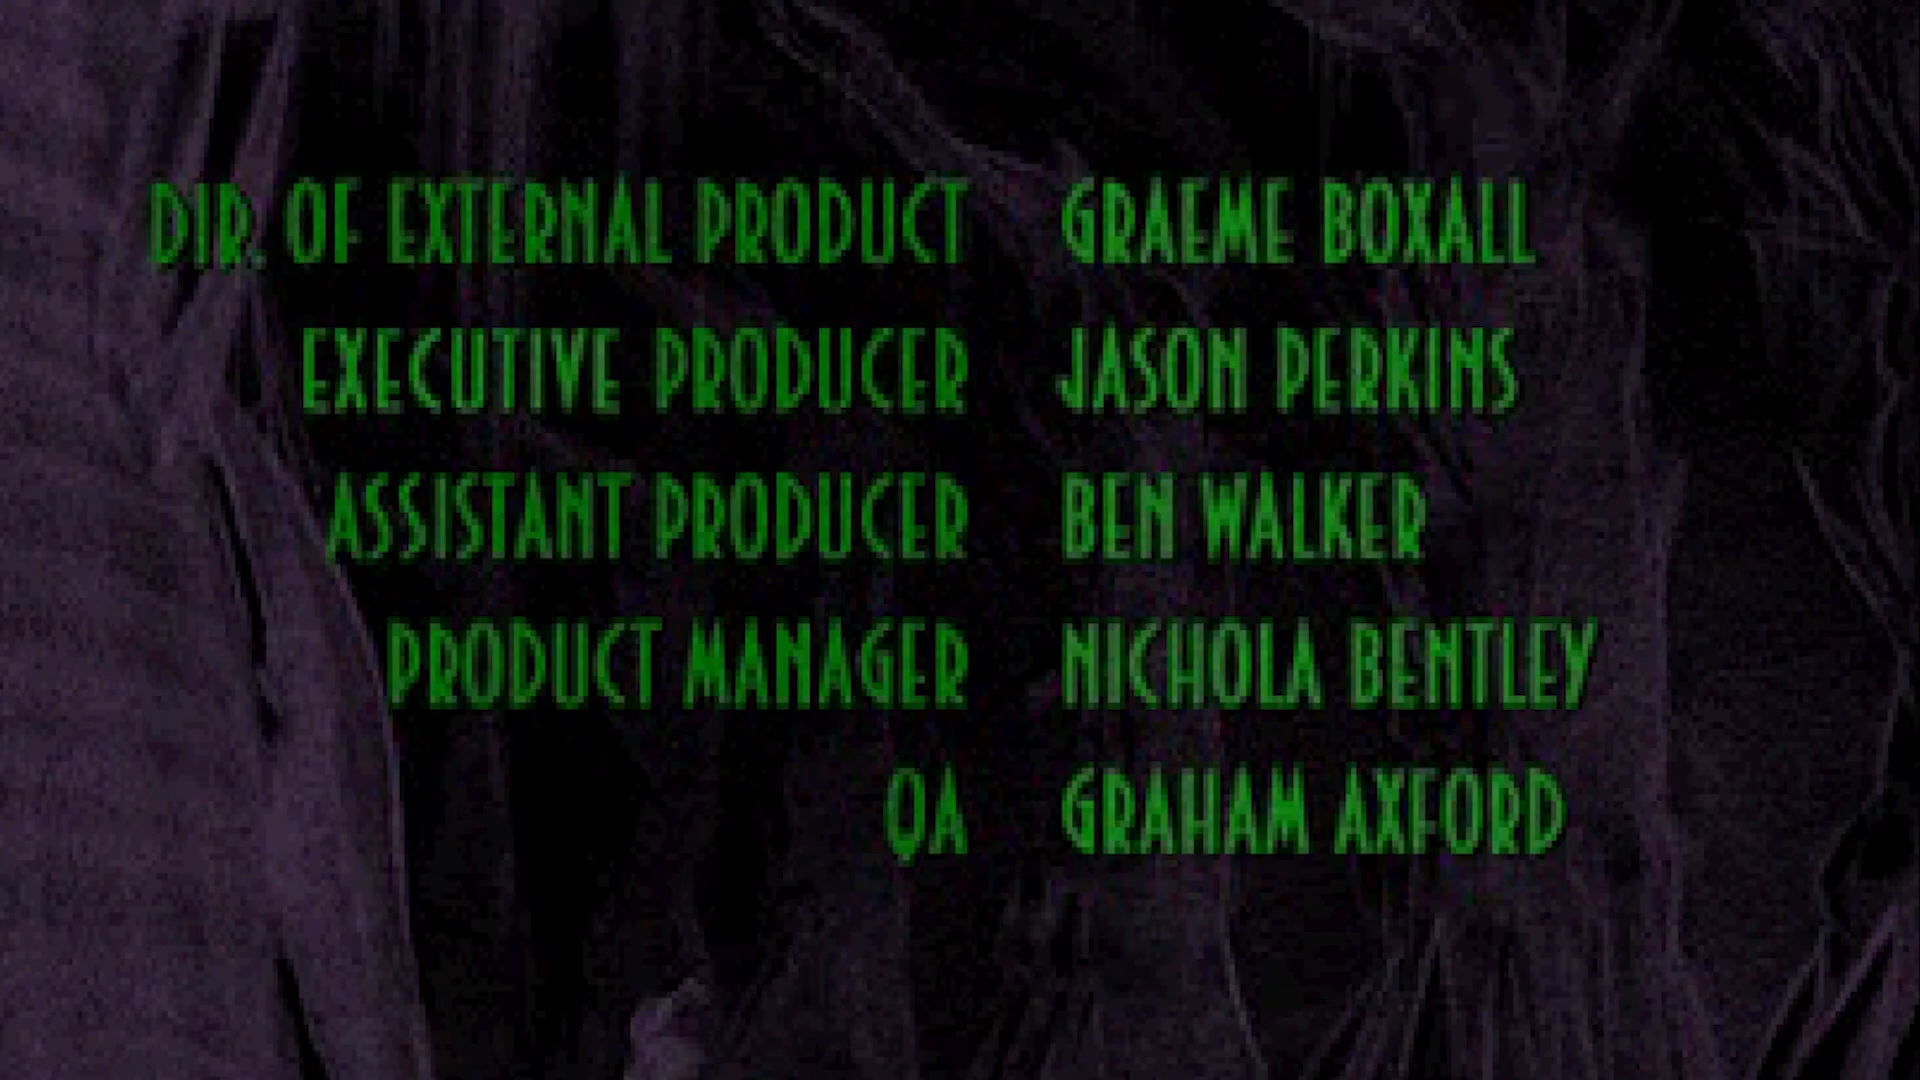 DIR. OF EXTERNAL PRODUCT GRAEME BOXALL
EXECUTIVE PRODUCER JASON PERKINS
ASSISTANT PRODUCER BEN WALKER
PRODUCT MANAGER NICHOLA BENTLEY
QA GRAHAM AXFORD